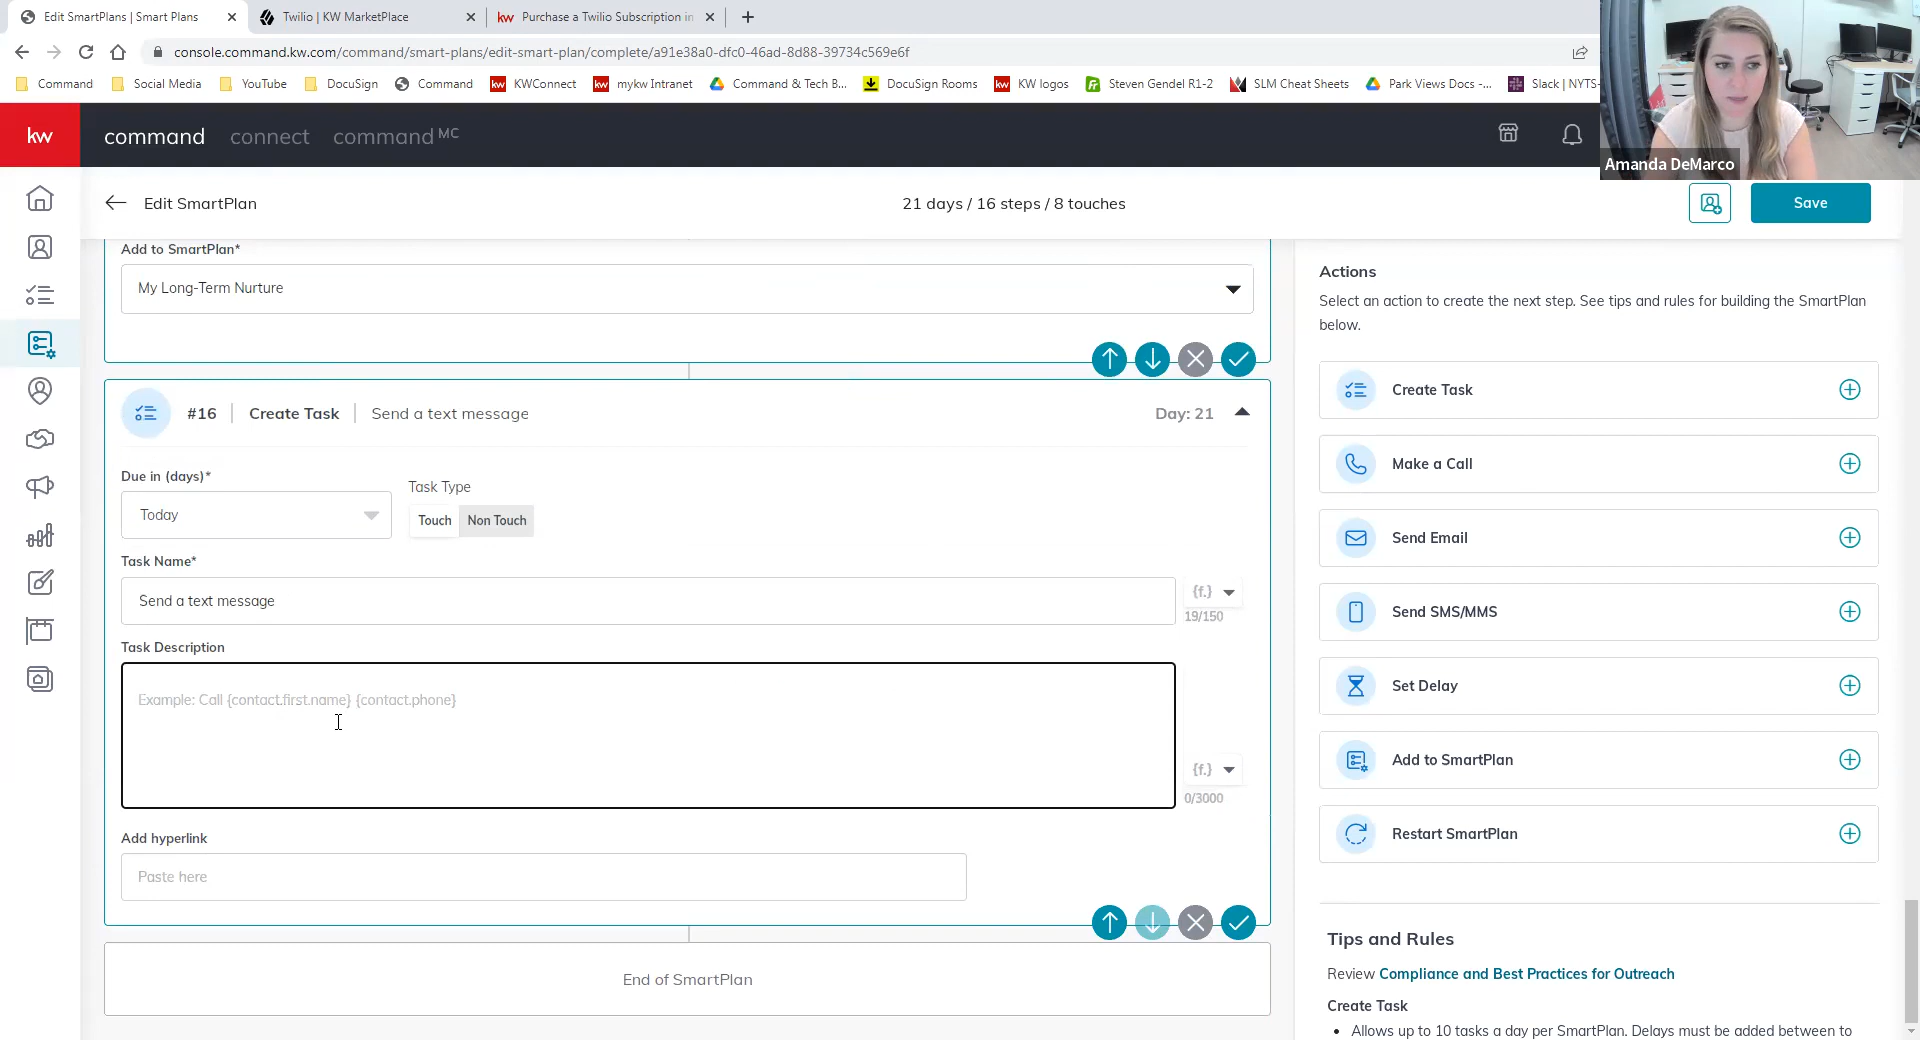 Edit SmartPlans | Smart Plans
Twilio | KW MarketPlace
kw Purchase a Twilio Subscription in
console.command.kw.com/command/smart-plans/edit-smart-plan/complete/a91e38a0-dfc0-46ad-8d88-39734c569e6f
Command
Social Media
YouTube
DocuSign
Command
kw KWConnect
kw mykw Intranet
Command & Tech B...
DocuSign Rooms
kw KW logos
Steven Gendel R1-2
SLM Cheat Sheets
Park Views Docs -...
Slack | NYTS-
Amanda DeMarco
kw
command
connect
command MC
Edit SmartPlan
21 days / 16 steps / 8 touches
Save
Add to SmartPlan*
My Long-Term Nurture
#16 | Create Task | Send a text message
Day: 21
Due in (days)*
Today
Task Type
Touch
Non Touch
Task Name*
Send a text message
{f.}
19/150
Task Description
Example: Call {contact.first.name} {contact.phone}
{f.}
0/3000
Add hyperlink
Paste here
End of SmartPlan
Actions
Select an action to create the next step. See tips and rules for building the SmartPlan
below.
Create Task
Make a Call
Send Email
Send SMS/MMS
Set Delay
Add to SmartPlan
Restart SmartPlan
Tips and Rules
Review Compliance and Best Practices for Outreach
Create Task
• Allows up to 10 tasks a day per SmartPlan. Delays must be added between to